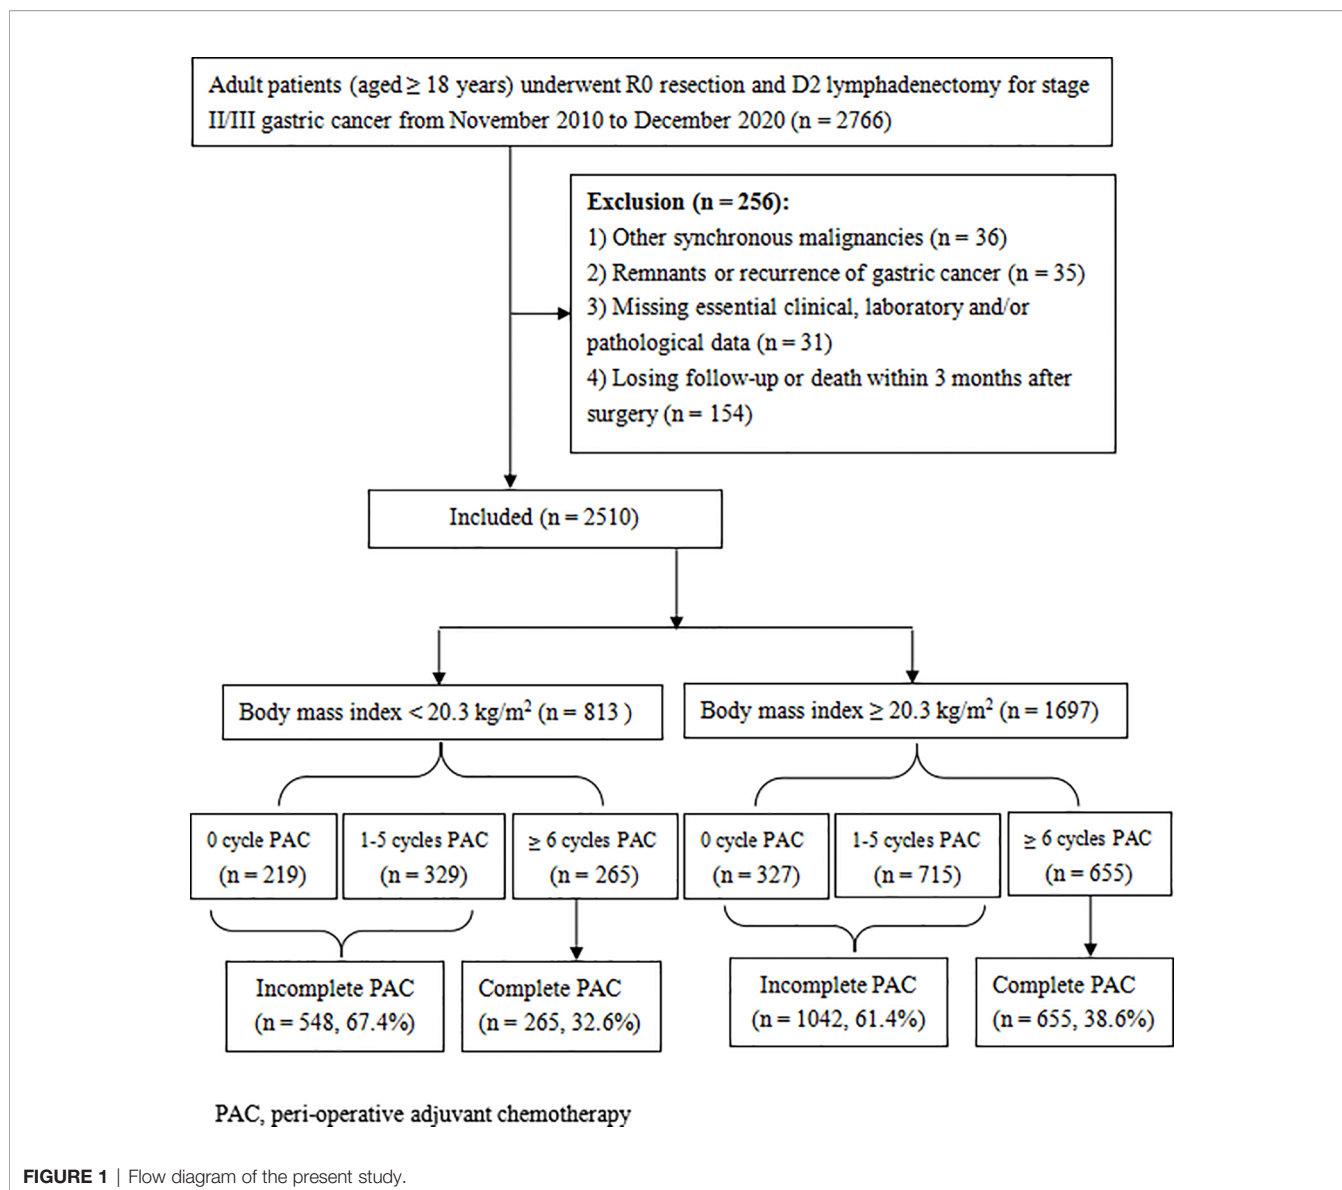 Adult patients (aged ≥ 18 years) underwent R0 resection and D2 lymphadenectomy for stage
II/III gastric cancer from November 2010 to December 2020 (n = 2766)
Exclusion (n = 256):
1) Other synchronous malignancies (n = 36)
2) Remnants or recurrence of gastric cancer (n = 35)
3) Missing essential clinical, laboratory and/or
pathological data (n = 31)
4) Losing follow-up or death within 3 months after
surgery (n = 154)
Included (n = 2510)
Body mass index < 20.3 kg/m² (n = 813 )
Body mass index ≥ 20.3 kg/m² (n = 1697)
0 cycle PAC
(n = 219)
1-5 cycles PAC
(n = 329)
≥ 6 cycles PAC
(n = 265)
0 cycle PAC
(n = 327)
1-5 cycles PAC
(n = 715)
≥ 6 cycles PAC
(n = 655)
Incomplete PAC
(n = 548, 67.4%)
Complete PAC
(n = 265, 32.6%)
Incomplete PAC
(n = 1042, 61.4%)
Complete PAC
(n = 655, 38.6%)
PAC, peri-operative adjuvant chemotherapy
FIGURE 1 | Flow diagram of the present study.